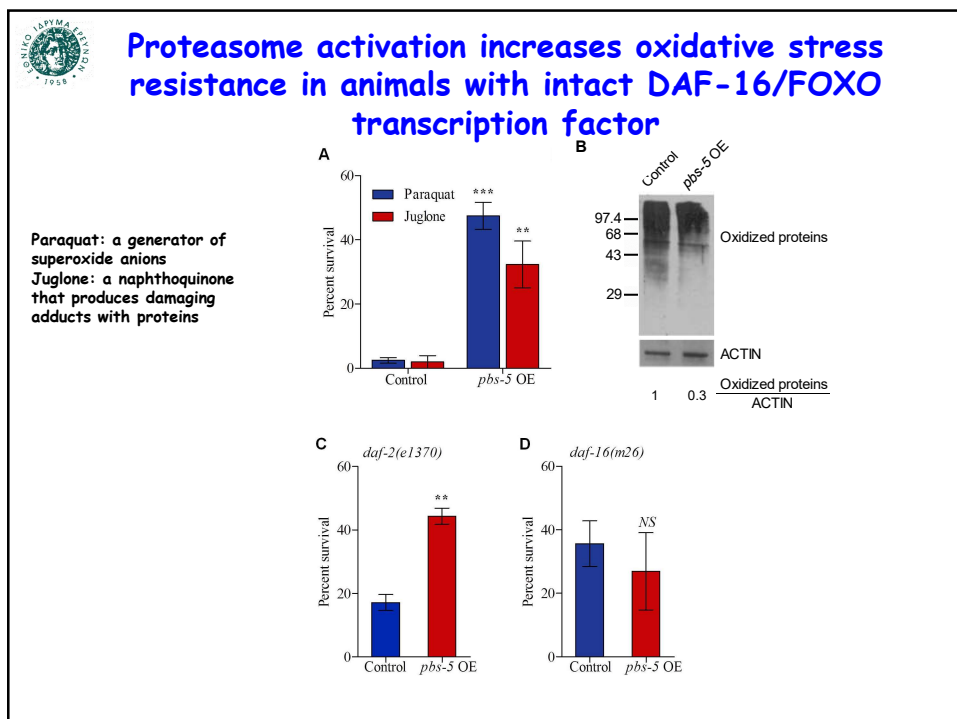 ΕΘΝΙΚΟ ΙΔΡΥΜΑ ΕΡΕΥΝΩΝ
• 1958 •
Proteasome activation increases oxidative stress
resistance in animals with intact DAF-16/FOXO
transcription factor
Paraquat: a generator of
superoxide anions
Juglone: a naphthoquinone
that produces damaging
adducts with proteins
A
60
40
20
0
Percent survival
Paraquat
Juglone
***
**
Control
pbs-5 OE
B
Control
pbs-5 OE
97.4
68
43
29
Oxidized proteins
ACTIN
1
0.3
Oxidized proteins
ACTIN
C
daf-2(e1370)
60
40
20
0
Percent survival
**
Control
pbs-5 OE
D
daf-16(m26)
60
40
20
0
Percent survival
NS
Control
pbs-5 OE